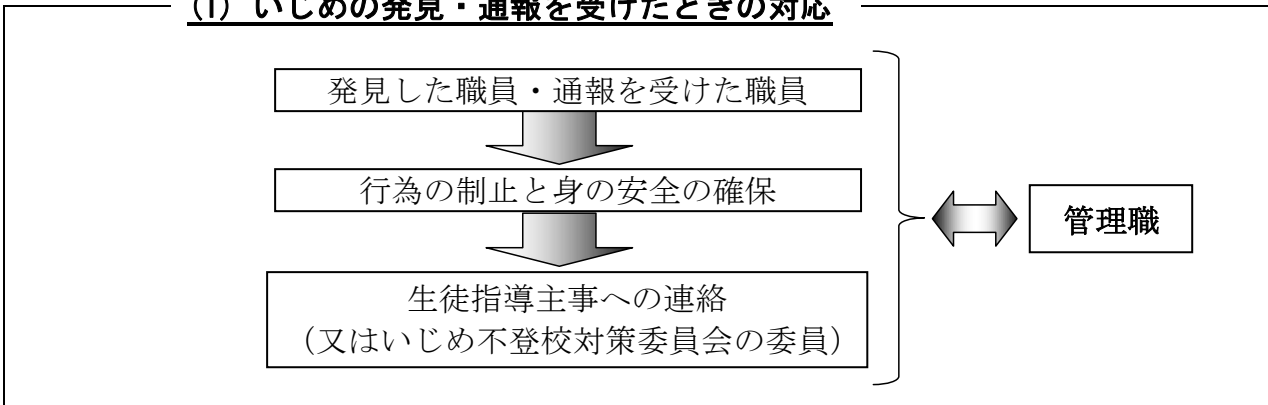 (1) いじめの発見・通報を受けたときの対応
発見した職員・通報を受けた職員
行為の制止と身の安全の確保
管理職
生徒指導主事への連絡
（又はいじめ不登校対策委員会の委員）